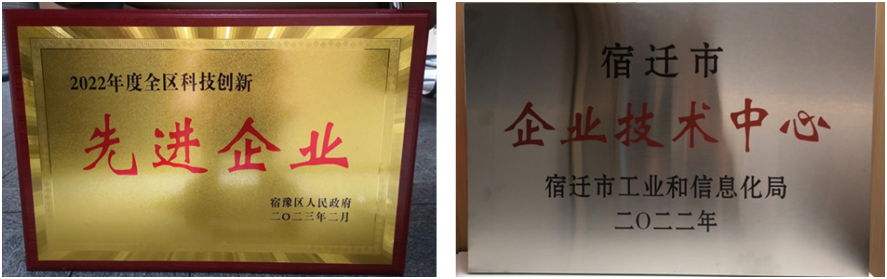 2022年度全区科技创新
先进企业
宿豫区人民政府
二〇二三年二月
宿迁市
企业技术中心
宿迁市工业和信息化局
二〇二二年